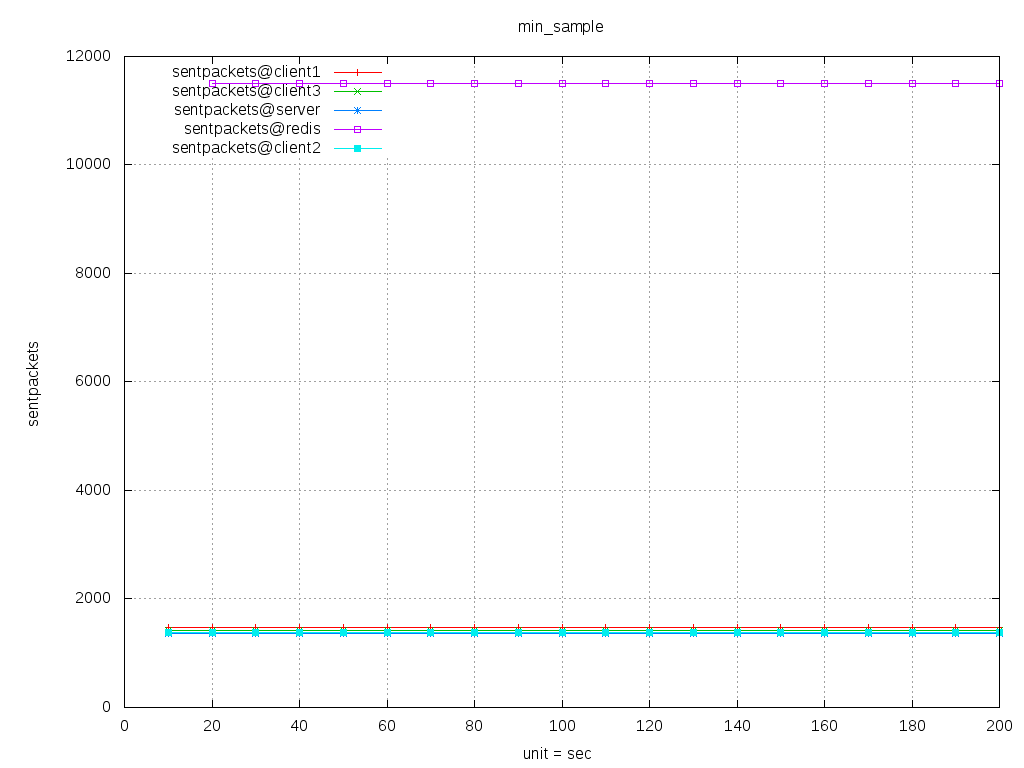 min_sample
12000
10000
8000
6000
4000
2000
0
sentpackets@client1
sentpackets@client3
sentpackets@server
sentpackets@redis
sentpackets@client2
sentpackets
0 20 40 60 80 100 120 140 160 180 200
unit = sec